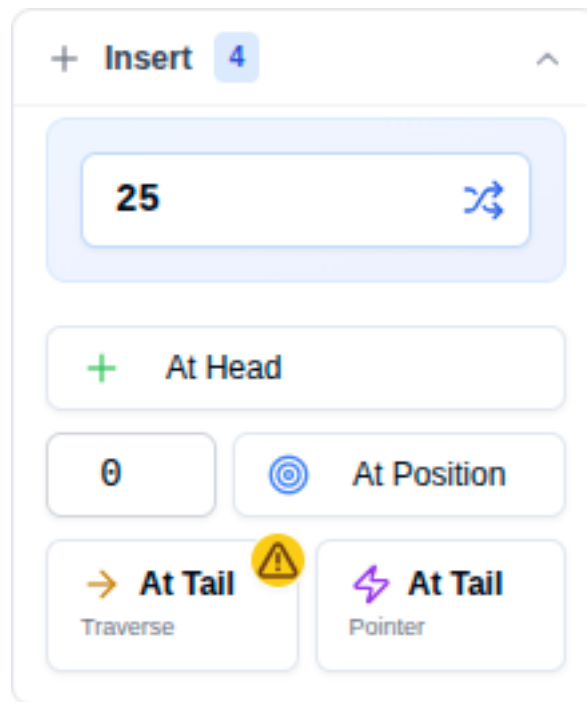 Insert 4
25
At Head
0 At Position
At Tail At Tail
Traverse Pointer